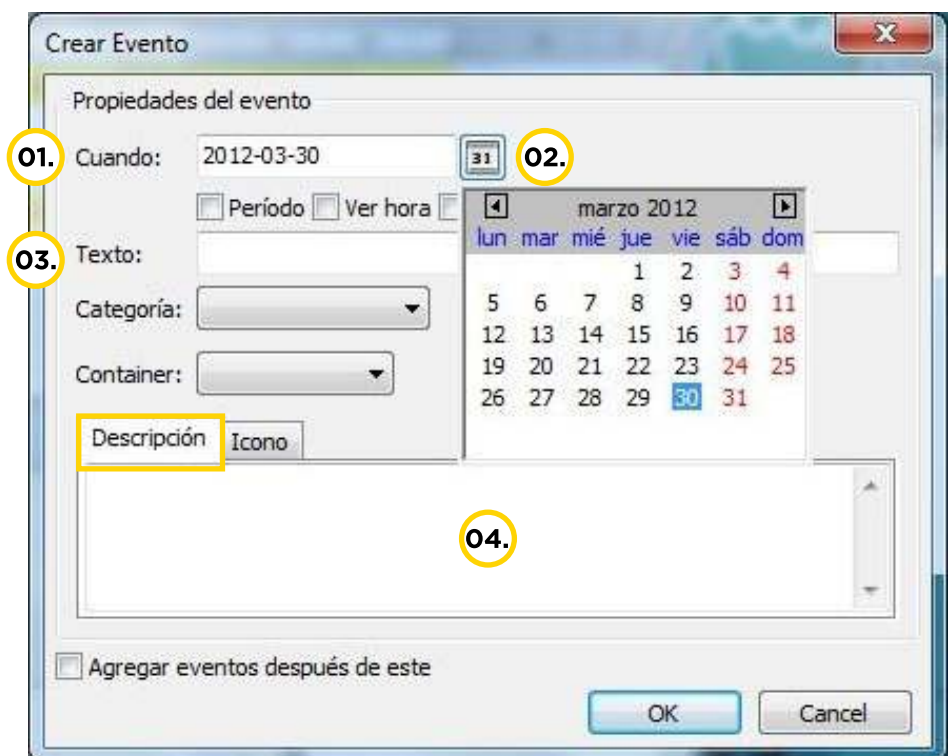 Crear Evento
Propiedades del evento
01. Cuando: 2012-03-30 31 02.
Período Ver hora
marzo 2012
lun mar mié jue vie sáb dom
03. Texto:
1 2 3 4
Categoría: 5 6 7 8 9 10 11
12 13 14 15 16 17 18
Container: 19 20 21 22 23 24 25
26 27 28 29 30 31
Descripción Icono
04.
Agregar eventos después de este
OK Cancel